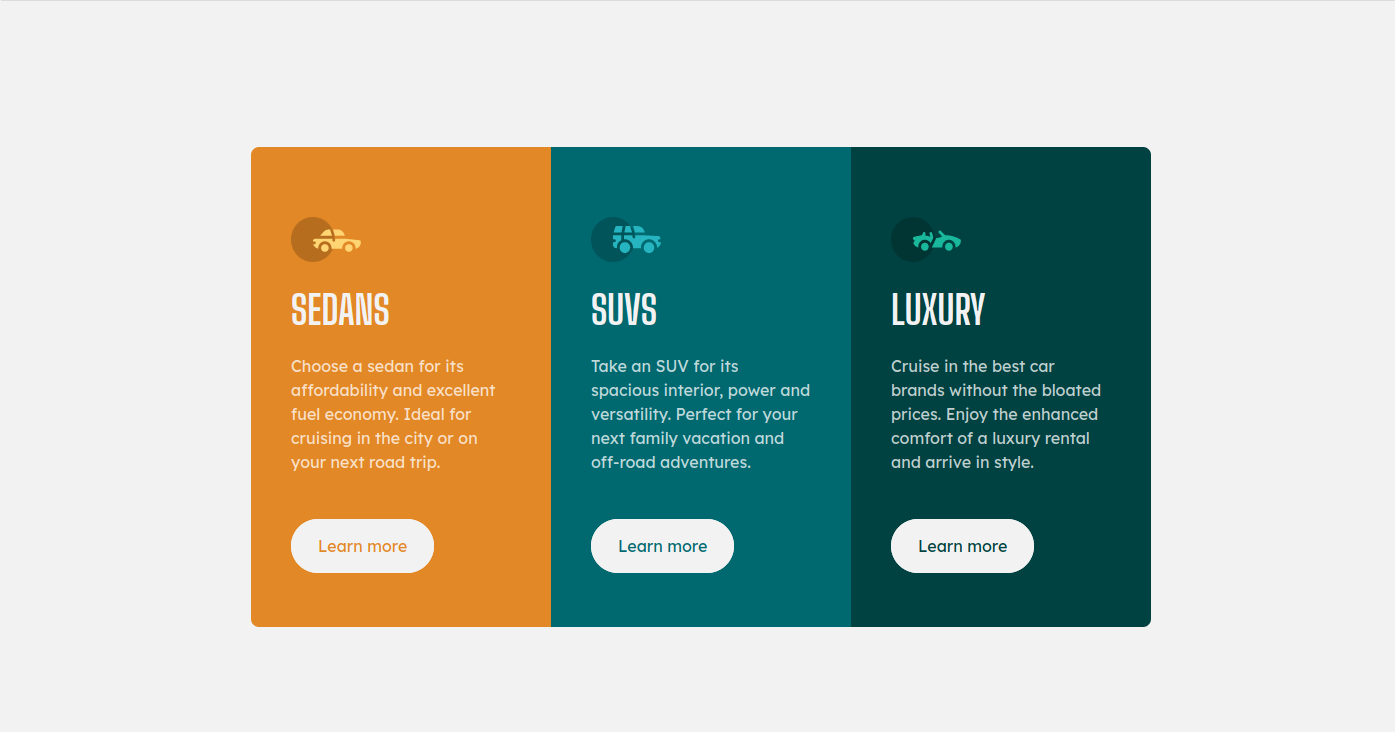 SEDANS
Choose a sedan for its
affordability and excellent
fuel economy. Ideal for
cruising in the city or on
your next road trip.
Learn more
SUVS
Take an SUV for its
spacious interior, power and
versatility. Perfect for your
next family vacation and
off-road adventures.
Learn more
LUXURY
Cruise in the best car
brands without the bloated
prices. Enjoy the enhanced
comfort of a luxury rental
and arrive in style.
Learn more